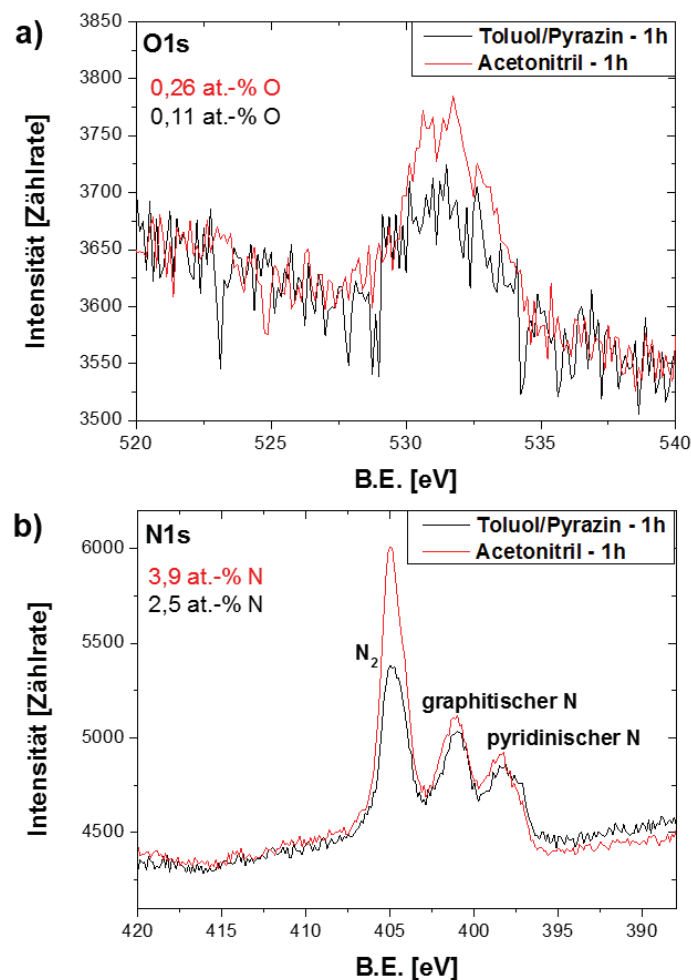 a)
O1s
Toluol/Pyrazin - 1h
Acetonitril - 1h
0,26 at.-% O
0,11 at.-% O
Intensität [Zählrate]
3850
3800
3750
3700
3650
3600
3550
3500
520
525
530
535
540
B.E. [eV]
b)
N1s
Toluol/Pyrazin - 1h
Acetonitril - 1h
3,9 at.-% N
2,5 at.-% N
N2
graphitischer N
pyridinischer N
Intensität [Zählrate]
6000
5500
5000
4500
420
415
410
405
400
395
390
B.E. [eV]